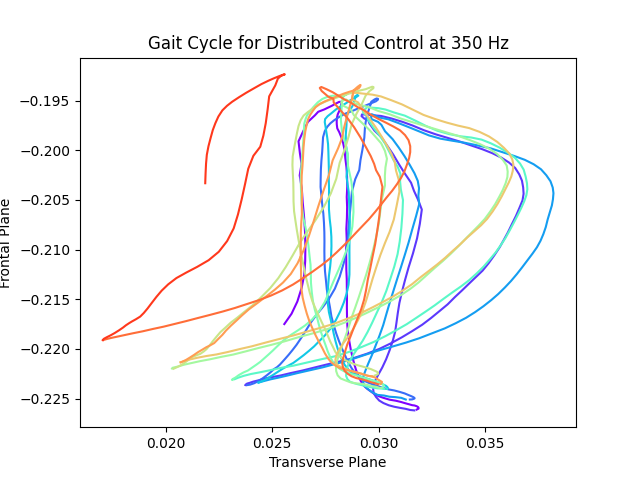 Gait Cycle for Distributed Control at 350 Hz
−0.195
−0.200
−0.205
−0.210
−0.215
−0.220
−0.225
Frontal Plane
0.020 0.025 0.030 0.035
Transverse Plane